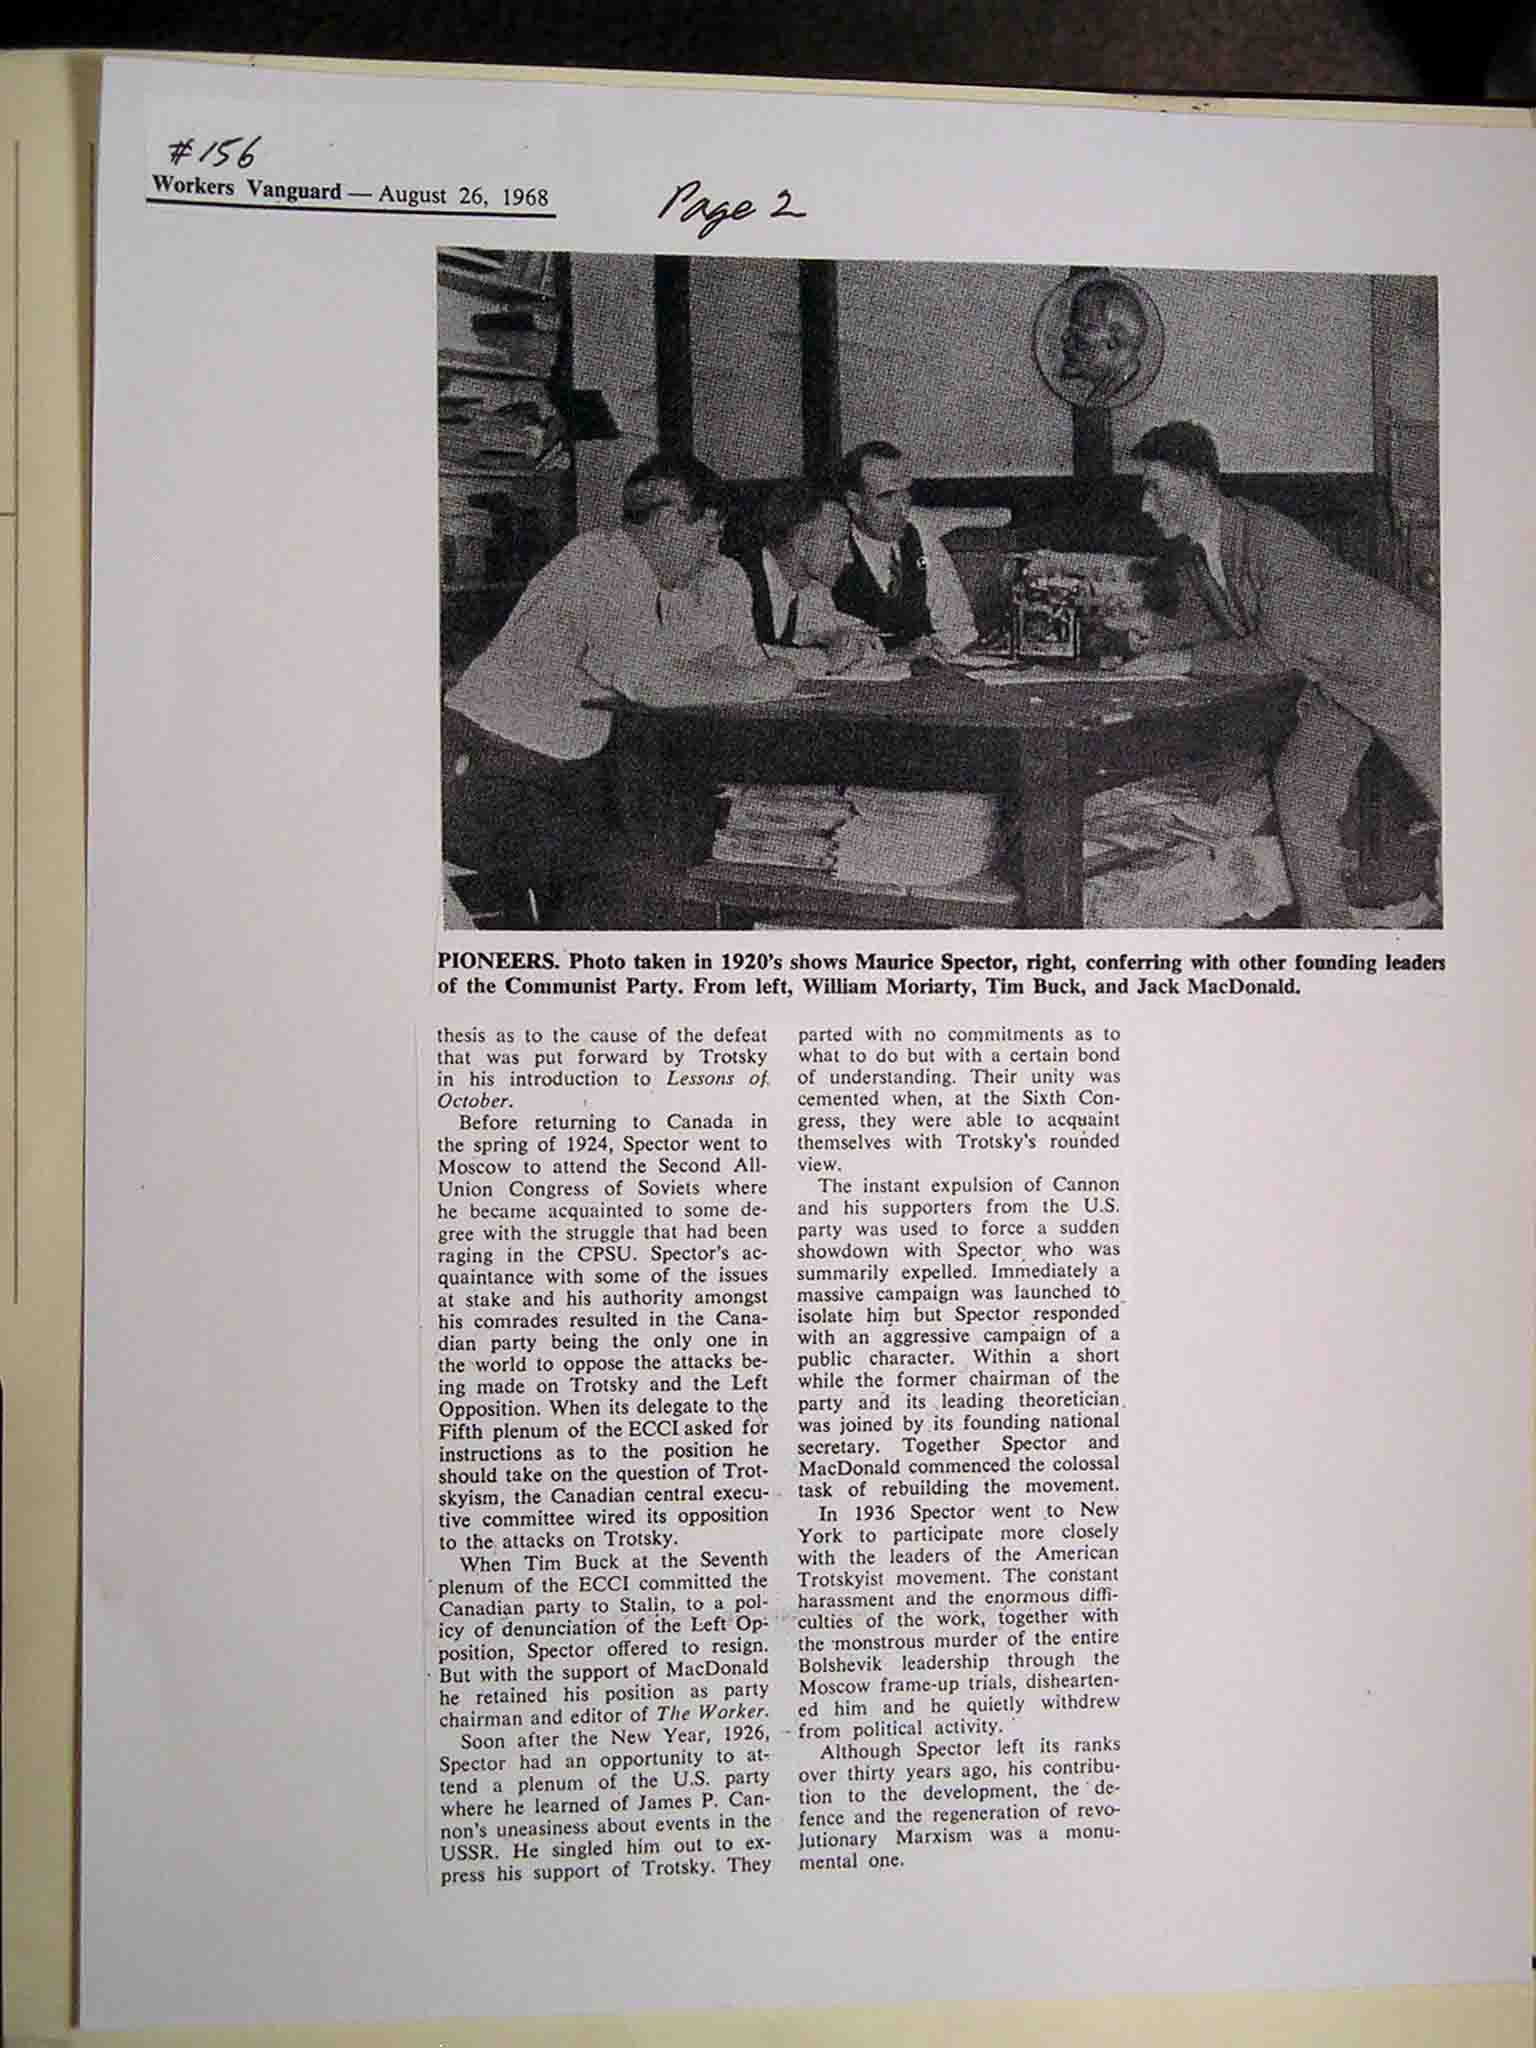 #156
Workers Vanguard — August 26, 1968
Page 2
PIONEERS. Photo taken in 1920's shows Maurice Spector, right, conferring with other founding leaders
of the Communist Party. From left, William Moriarty, Tim Buck, and Jack MacDonald.
thesis as to the cause of the defeat
that was put forward by Trotsky
in his introduction to Lessons of
October.
Before returning to Canada in
the spring of 1924, Spector went to
Moscow to attend the Second All-
Union Congress of Soviets where
he became acquainted to some de-
gree with the struggle that had been
raging in the CPSU. Spector's ac-
quaintance with some of the issues
at stake and his authority amongst
his comrades resulted in the Cana-
dian party being the only one in
the world to oppose the attacks be-
ing made on Trotsky and the Left
Opposition. When its delegate to the
Fifth plenum of the ECCI asked for
instructions as to the position he
should take on the question of Trot-
skyism, the Canadian central execu-
tive committee wired its opposition
to the attacks on Trotsky.
When Tim Buck at the Seventh
plenum of the ECCI committed the
Canadian party to Stalin, to a pol-
icy of denunciation of the Left Op-
position, Spector offered to resign.
But with the support of MacDonald
he retained his position as party
chairman and editor of The Worker.
Soon after the New Year, 1926,
Spector had an opportunity to at-
tend a plenum of the U.S. party
where he learned of James P. Can-
non's uneasiness about events in the
USSR. He singled him out to ex-
press his support of Trotsky. They
parted with no commitments as to
what to do but with a certain bond
of understanding. Their unity was
cemented when, at the Sixth Con-
gress, they were able to acquaint
themselves with Trotsky's rounded
view.
The instant expulsion of Cannon
and his supporters from the U.S.
party was used to force a sudden
showdown with Spector who was
summarily expelled. Immediately a
massive campaign was launched to
isolate him but Spector responded
with an aggressive campaign of a
public character. Within a short
while the former chairman of the
party and its leading theoretician
was joined by its founding national
secretary. Together Spector and
MacDonald commenced the colossal
task of rebuilding the movement.
In 1936 Spector went to New
York to participate more closely
with the leaders of the American
Trotskyist movement. The constant
harassment and the enormous diffi-
culties of the work, together with
the monstrous murder of the entire
Bolshevik leadership through the
Moscow frame-up trials, dishearten-
ed him and he quietly withdrew
from political activity.
Although Spector left its ranks
over thirty years ago, his contribu-
tion to the development, the de-
fence and the regeneration of revo-
lutionary Marxism was a monu-
mental one.